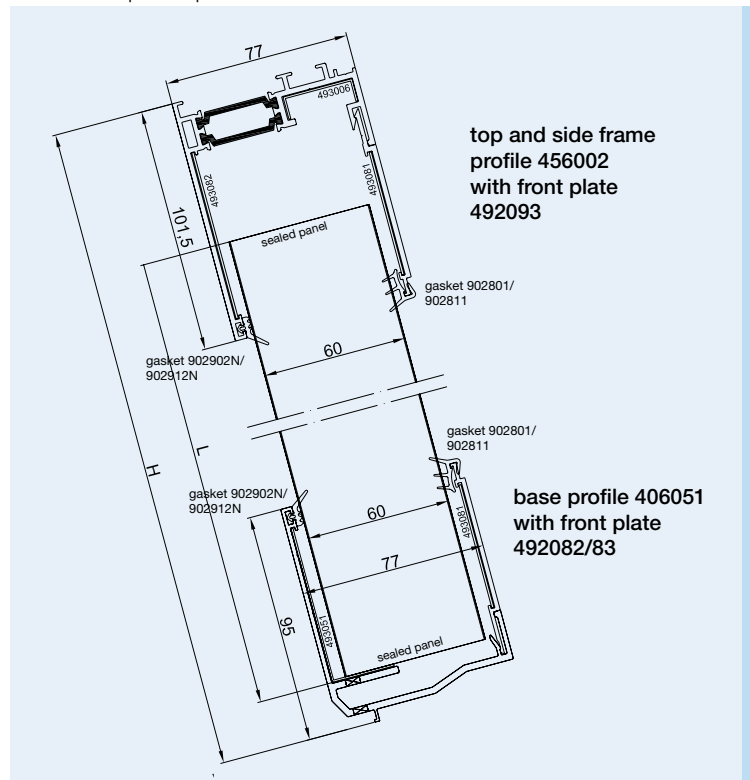 77
493006
top and side frame
profile 456002
with front plate
492093
493082
493081
101,5
sealed panel
gasket 902801/
902811
60
gasket 902902N/
902912N
gasket 902801/
902811
L
H
gasket 902902N/
902912N
base profile 406051
with front plate
492082/83
60
493081
77
95
493051
sealed panel